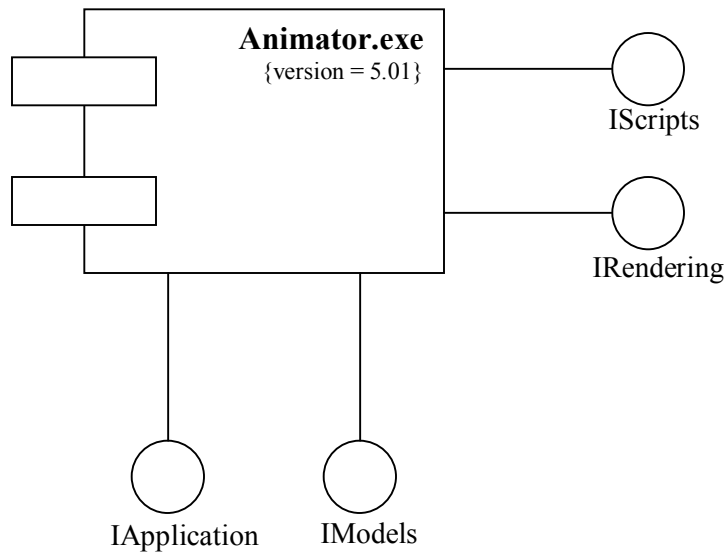 Animator.exe
{version = 5.01}
IScripts
IRendering
IApplication
IModels